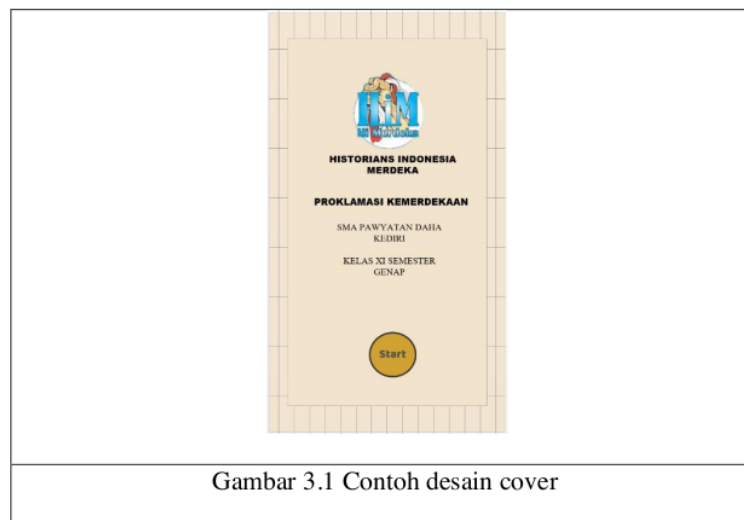 HiM
HISTORIANS INDONESIA
MERDEKA
PROKLAMASI KEMERDEKAAN
SMA PAWYATAN DAHA
KEDIRI
KELAS XI SEMESTER
GENAP
Start
Gambar 3.1 Contoh desain cover